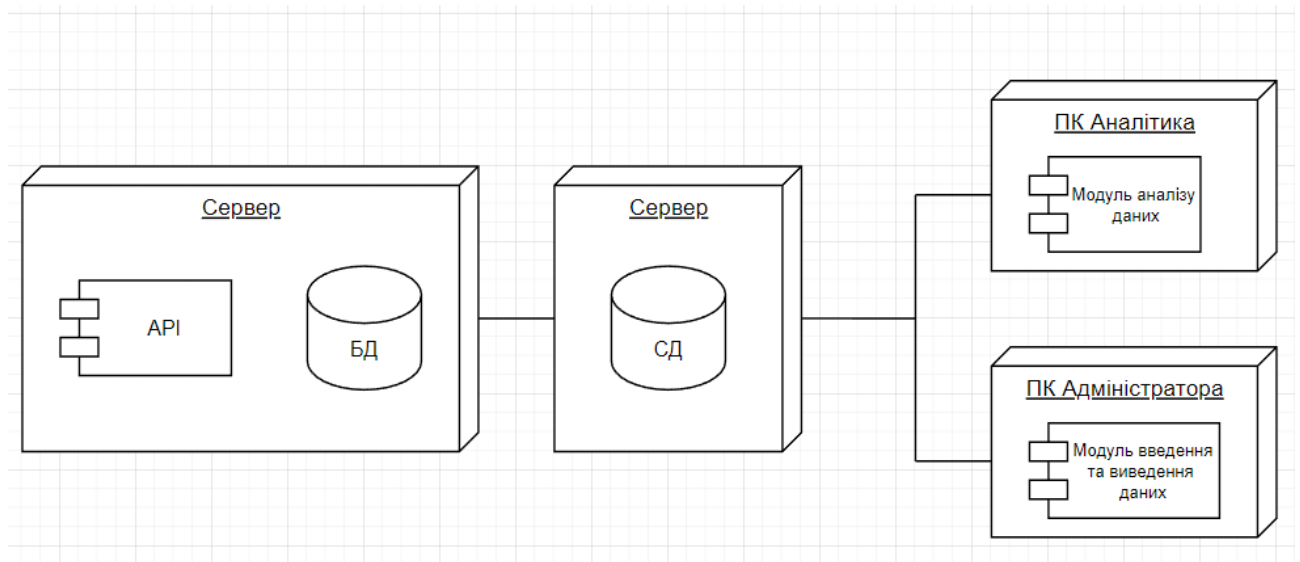 Сервер
API
БД
Сервер
СД
ПК Аналітика
Модуль аналізу
даних
ПК Адміністратора
Модуль введення
та виведення
даних